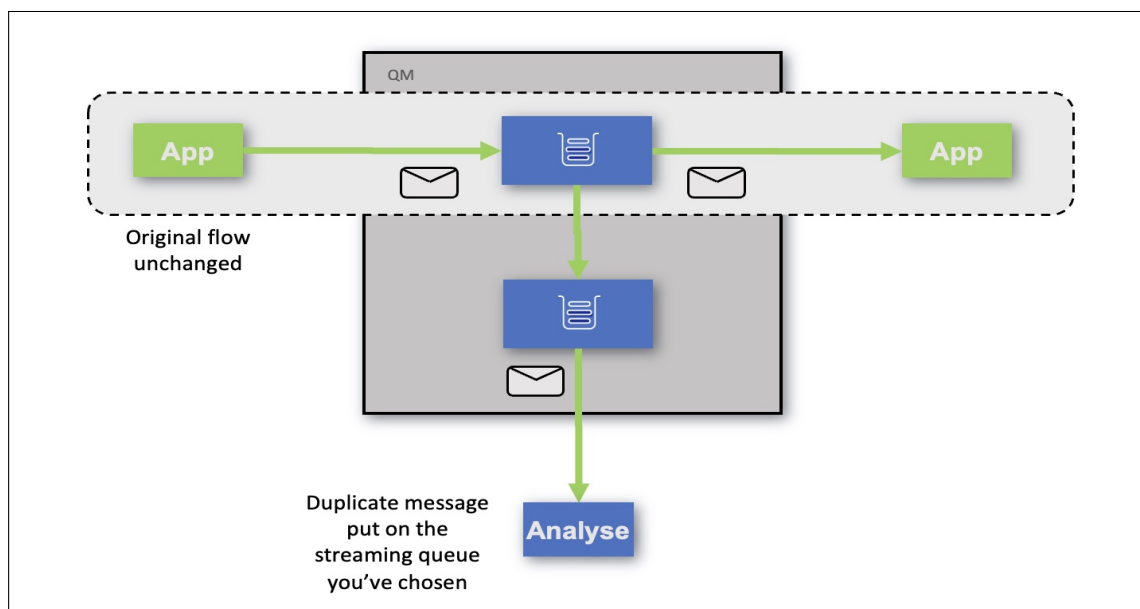 QM
App
App
Original flow
unchanged
Duplicate message
put on the
streaming queue
you've chosen
Analyse